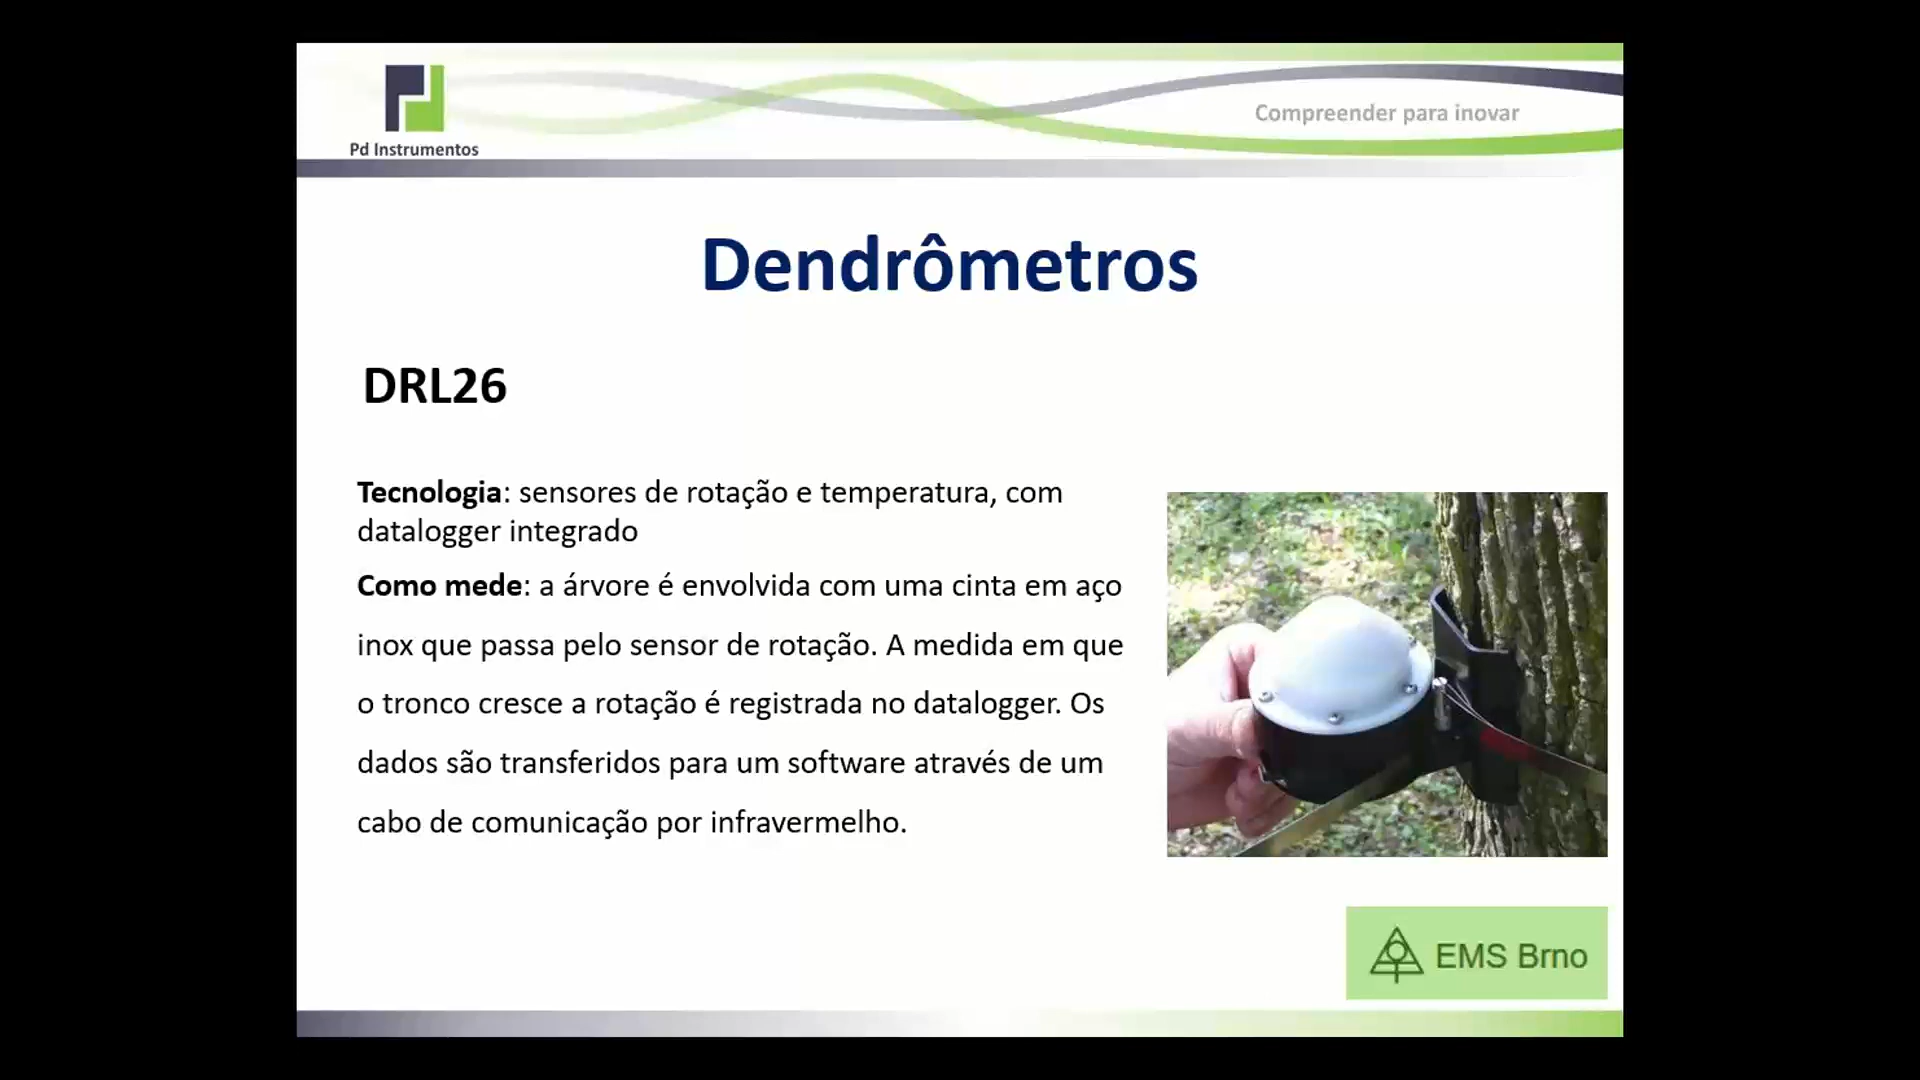 Pd Instrumentos
Compreender para inovar
Dendrômetros
DRL26
Tecnologia: sensores de rotação e temperatura, com
datalogger integrado
Como mede: a árvore é envolvida com uma cinta em aço
inox que passa pelo sensor de rotação. A medida em que
o tronco cresce a rotação é registrada no datalogger. Os
dados são transferidos para um software através de um
cabo de comunicação por infravermelho.
EMS Brno